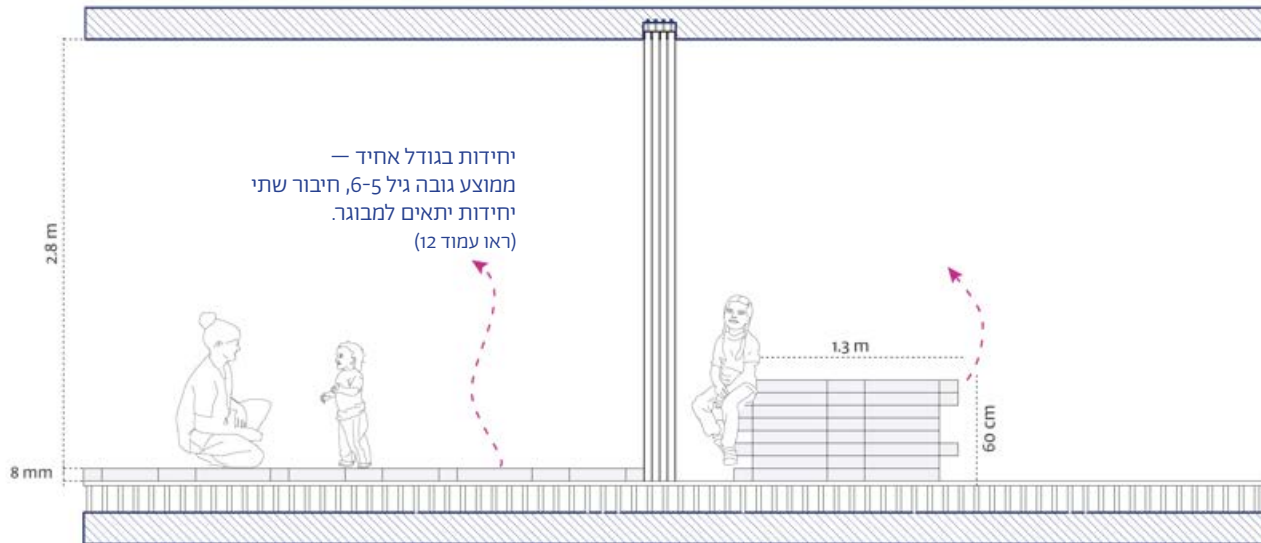 יחידות בגודל אחיד —
ממוצע גובה גיל 6-5, חיבור שתי
יחידות יתאים למבוגר.
(ראו עמוד 12)
2.8 m
1.3 m
60 cm
8 mm